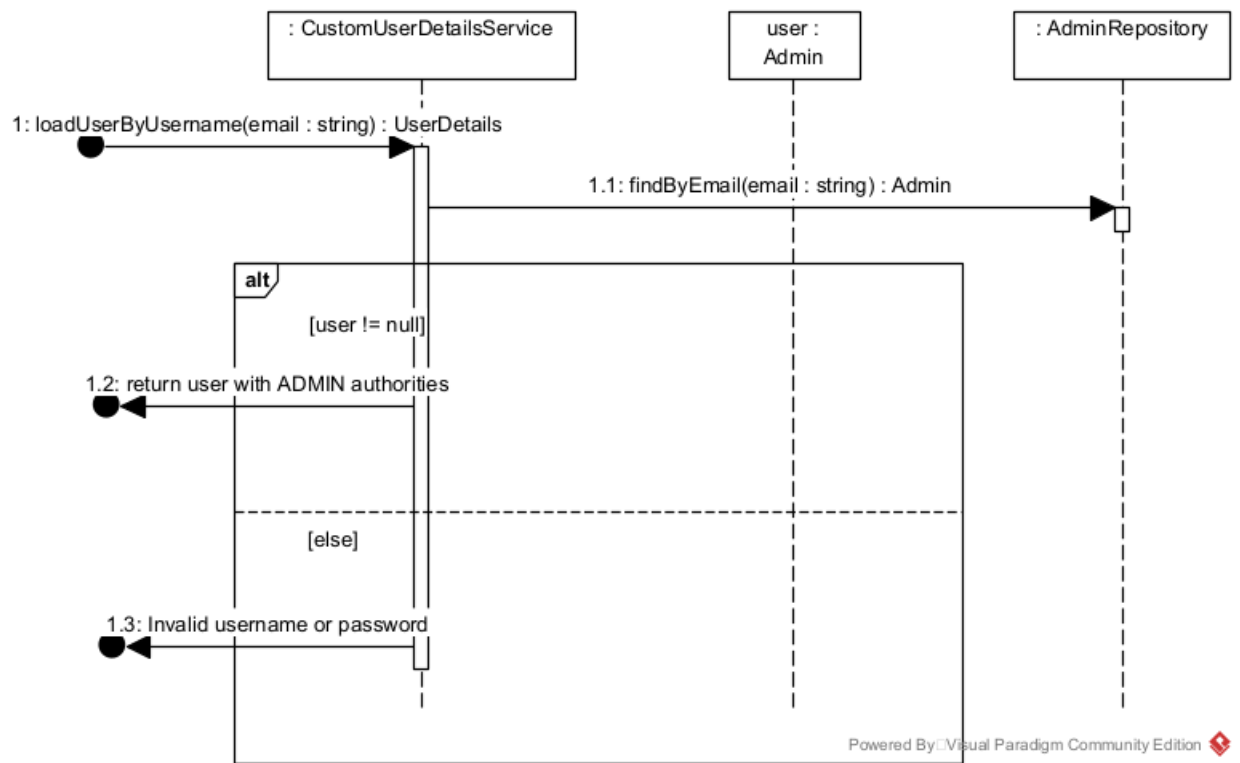 : CustomUserDetailsService
user :
Admin
: AdminRepository
1: loadUserByUsername(email : string) : UserDetails
1.1: findByEmail(email : string) : Admin
alt
[user != null]
1.2: return user with ADMIN authorities
[else]
1.3: Invalid username or password
Powered By Visual Paradigm Community Edition